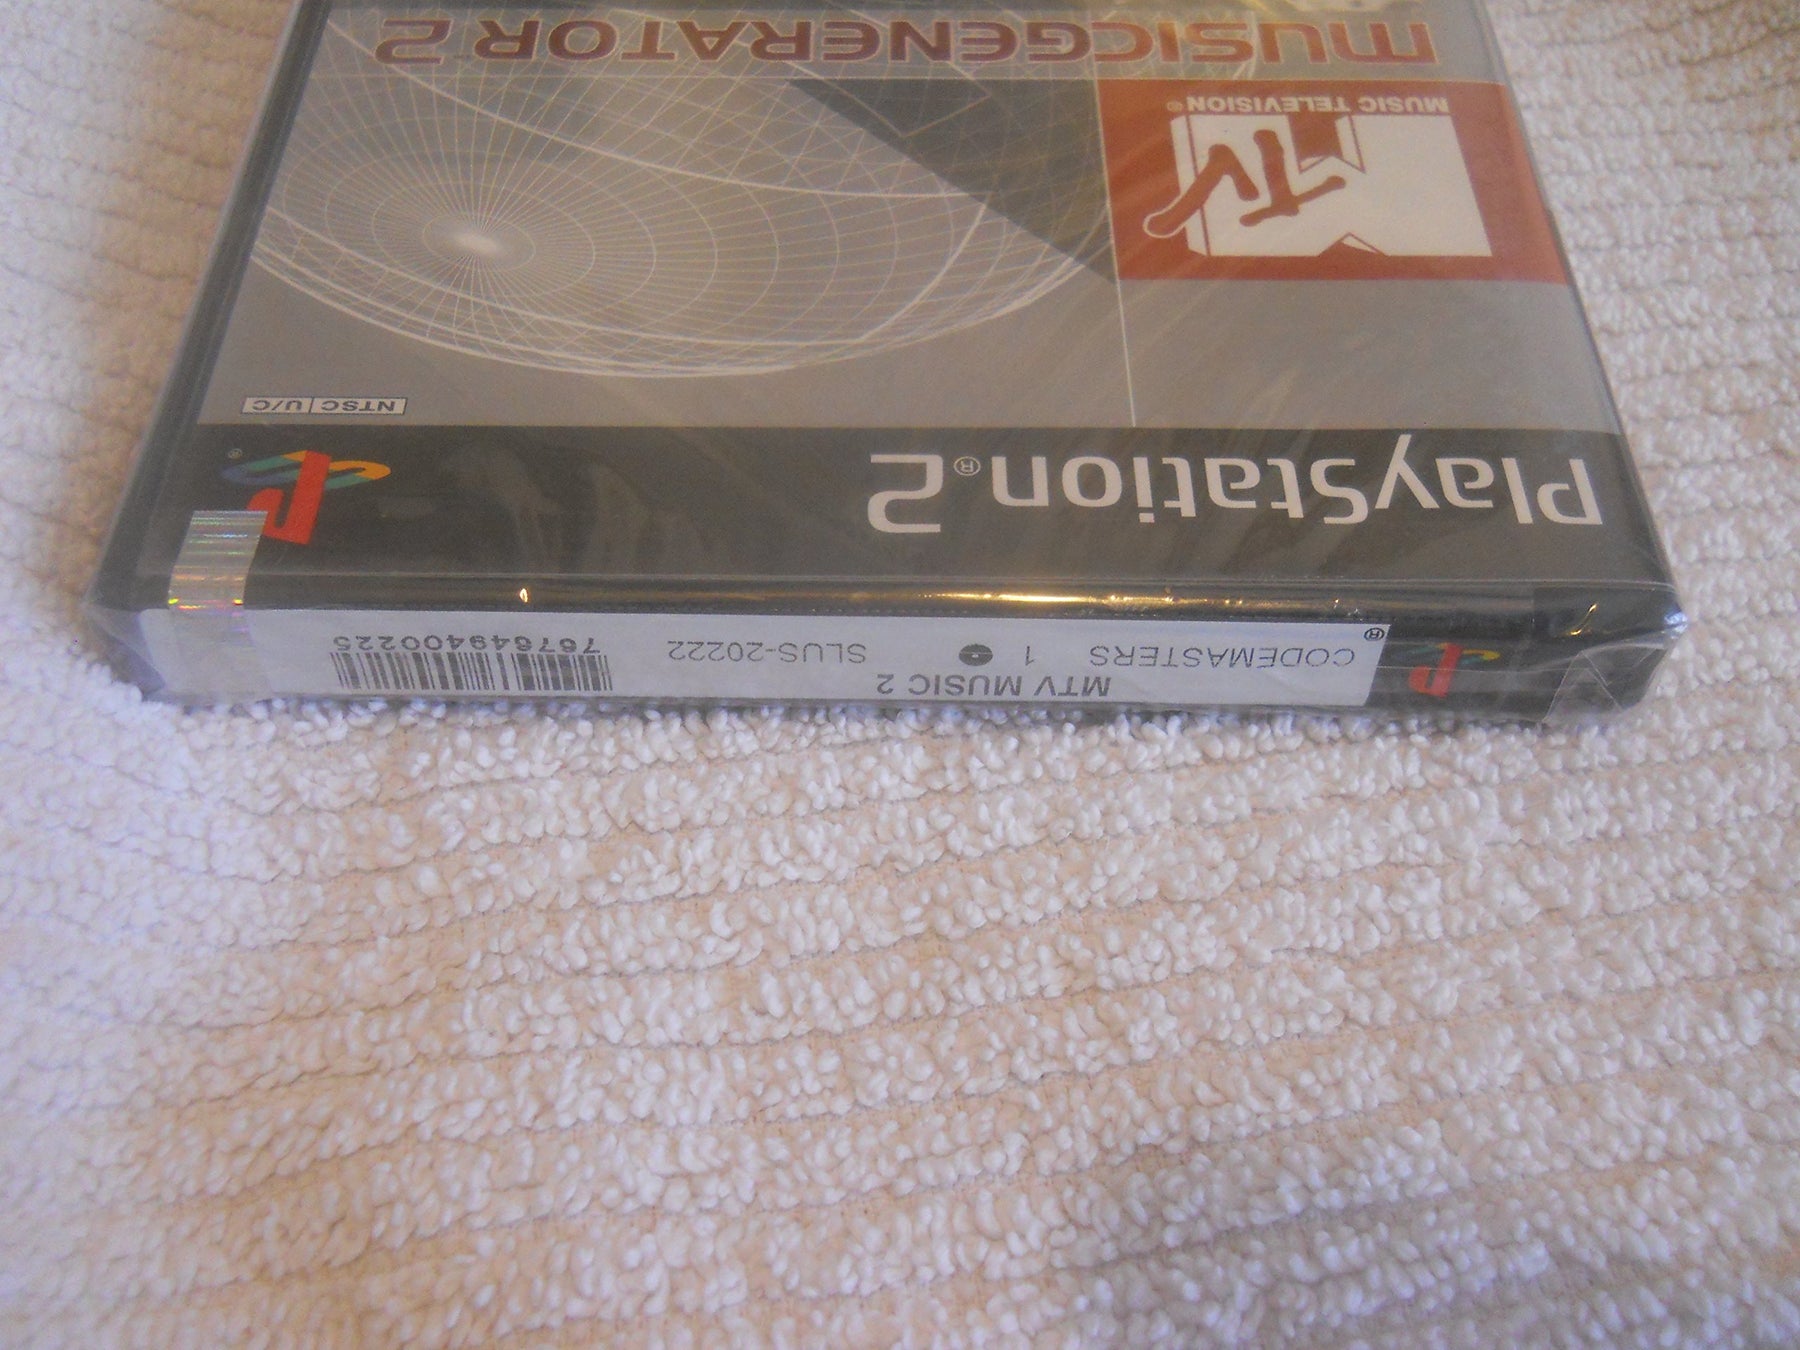 MTV MUSIC 2
CODEMASTERS 1 SLUS-20222
767649400225
PlayStation®2
NTSC U/C
MTV
MUSIC TELEVISION®
MUSICGENERATOR 2